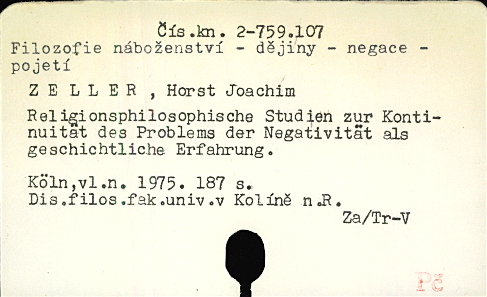 Čís.kn. 2-759.107
Filozofie náboženství - dějiny - negace -
pojetí
Z E L L E R , Horst Joachim
Religionsphilosophische Studien zur Konti-
nuität des Problems der Negativität als
geschichtliche Erfahrung.
Köln,vl.n. 1975. 187 s.
Dis.filos.fak.univ.v Kolíně n.R.
Za/Tr-V
Pč